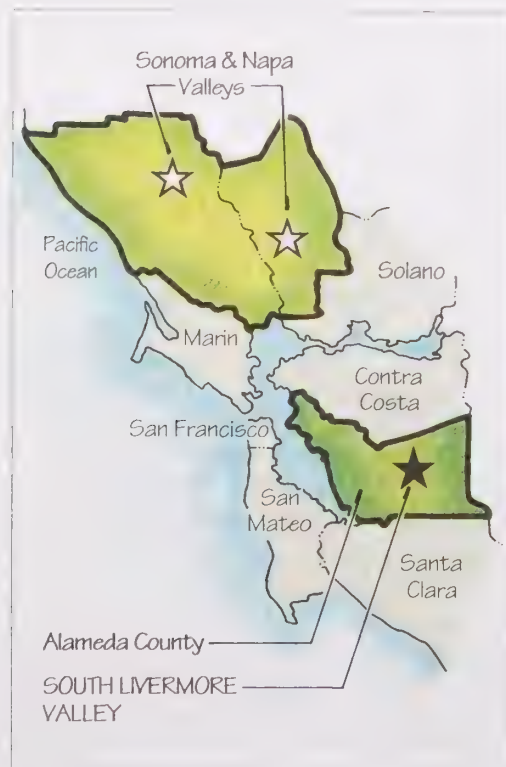 Sonoma & Napa
Valleys
Pacific
Ocean
Solano
Marin
Contra
Costa
San Francisco
San
Mateo
Santa
Clara
Alameda County
SOUTH LIVERMORE
VALLEY